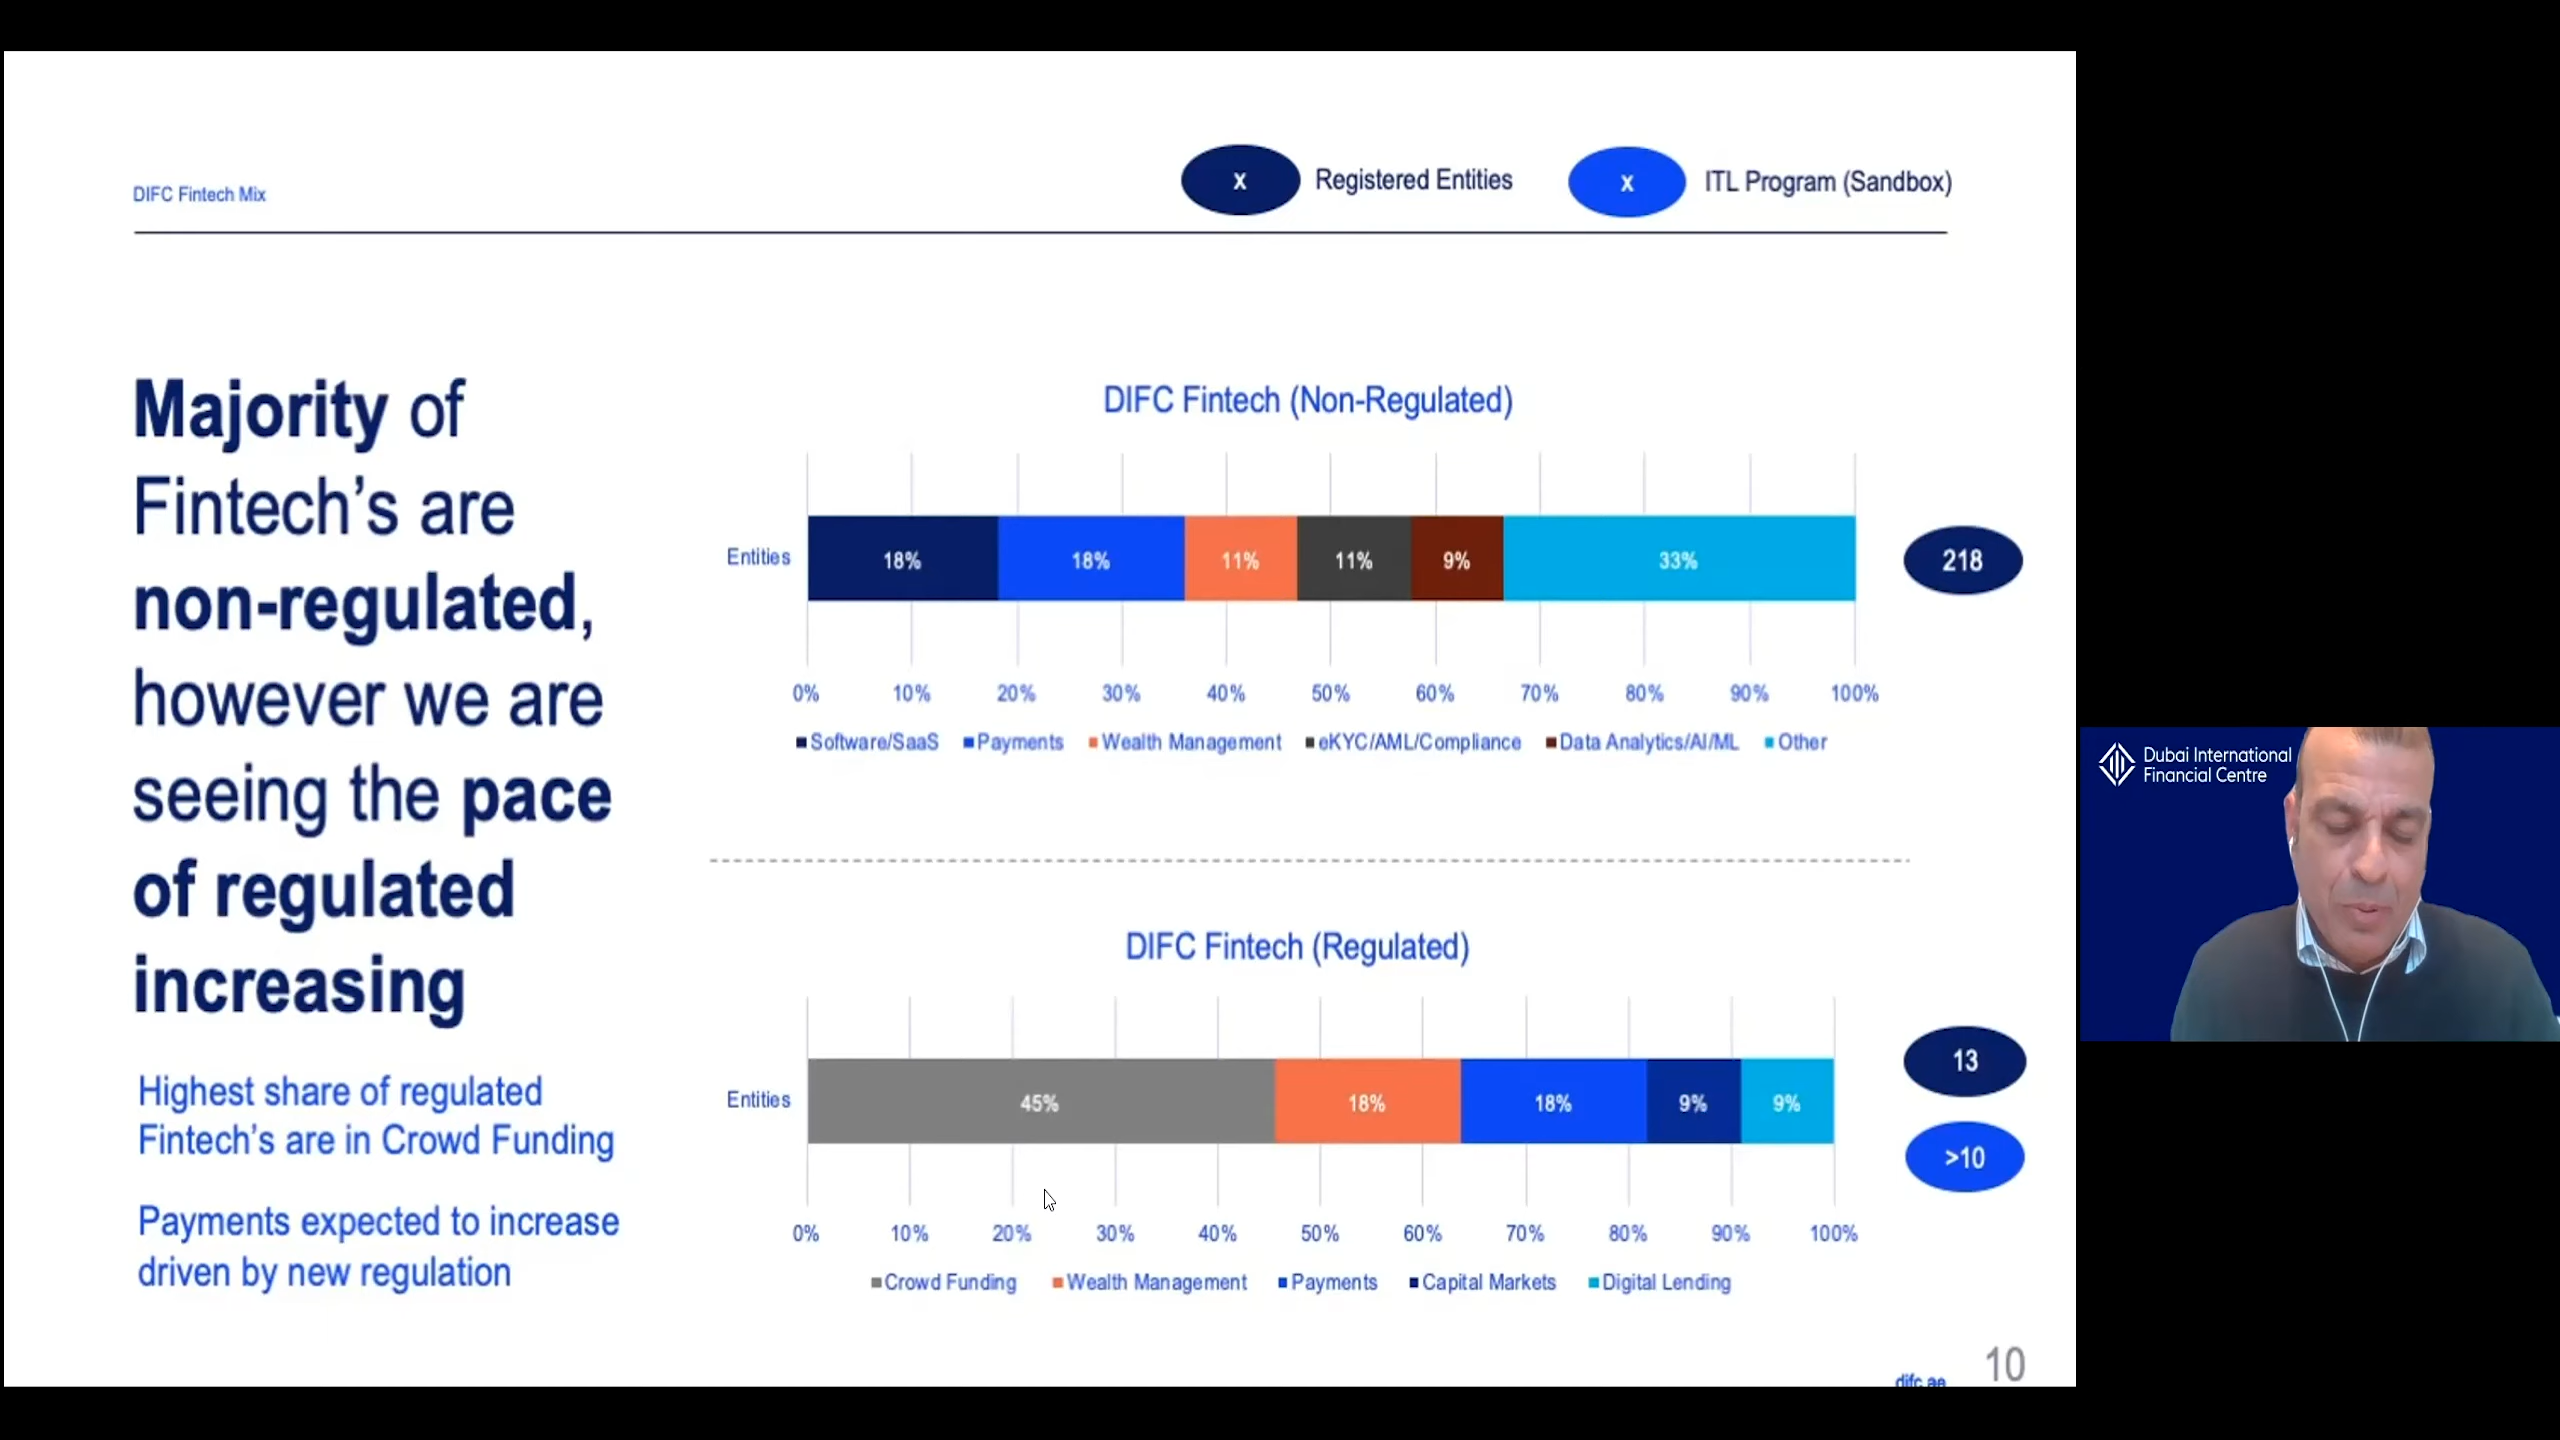 DIFC Fintech Mix
x Registered Entities x ITL Program (Sandbox)
Majority of
Fintech's are
non-regulated,
however we are
seeing the pace
of regulated
increasing
Highest share of regulated
Fintech's are in Crowd Funding
Payments expected to increase
driven by new regulation
DIFC Fintech (Non-Regulated)
Entities 18% 18% 11% 11% 9% 33% 218
0% 10% 20% 30% 40% 50% 60% 70% 80% 90% 100%
Software/SaaS Payments Wealth Management eKYC/AML/Compliance Data Analytics/AI/ML Other
DIFC Fintech (Regulated)
13
Entities 45% 18% 18% 9% 9%
>10
0% 10% 20% 30% 40% 50% 60% 70% 80% 90% 100%
Crowd Funding Wealth Management Payments Capital Markets Digital Lending
difc.ae 10
Dubai International
Financial Centre